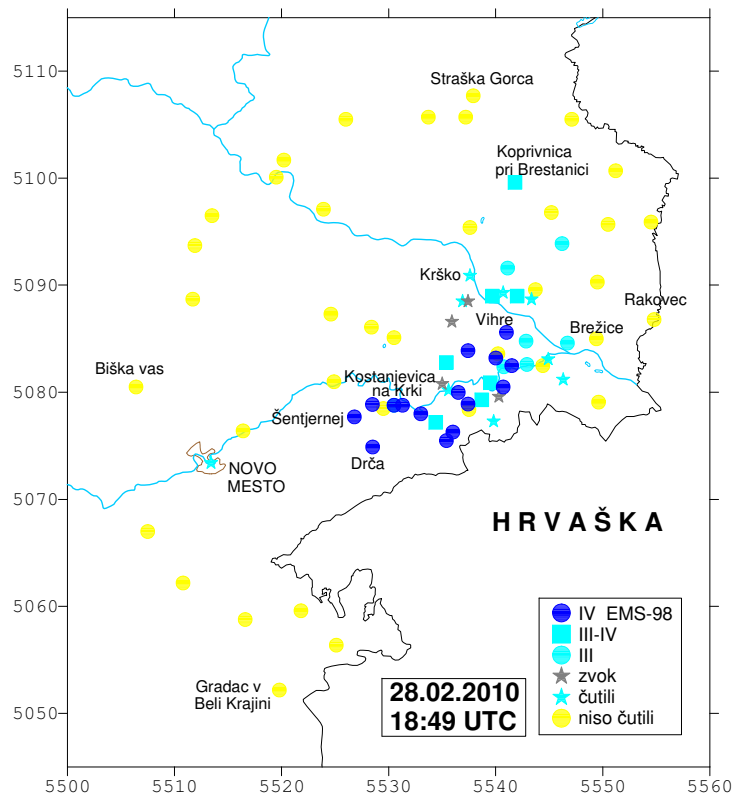 5110
5100
5090
5080
5070
5060
5050
5500
5510
5520
5530
5540
5550
5560
Straška Gorca
Koprivnica
pri Brestanici
Krško
Vihre
Rakovec
Brežice
Biška vas
Kostanjevica
na Krki
Šentjernej
Drča
NOVO
MESTO
HRVAŠKA
Gradac v
Beli Krajini
28.02.2010
18:49 UTC
IV EMS-98
III-IV
III
zvok
čutili
niso čutili